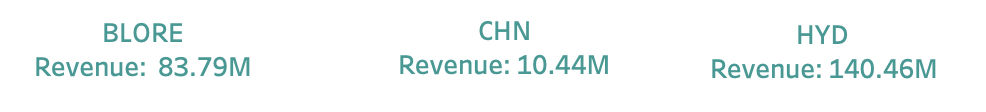 BLORE
Revenue:  83.79M
CHN
Revenue: 10.44M
HYD
Revenue: 140.46M